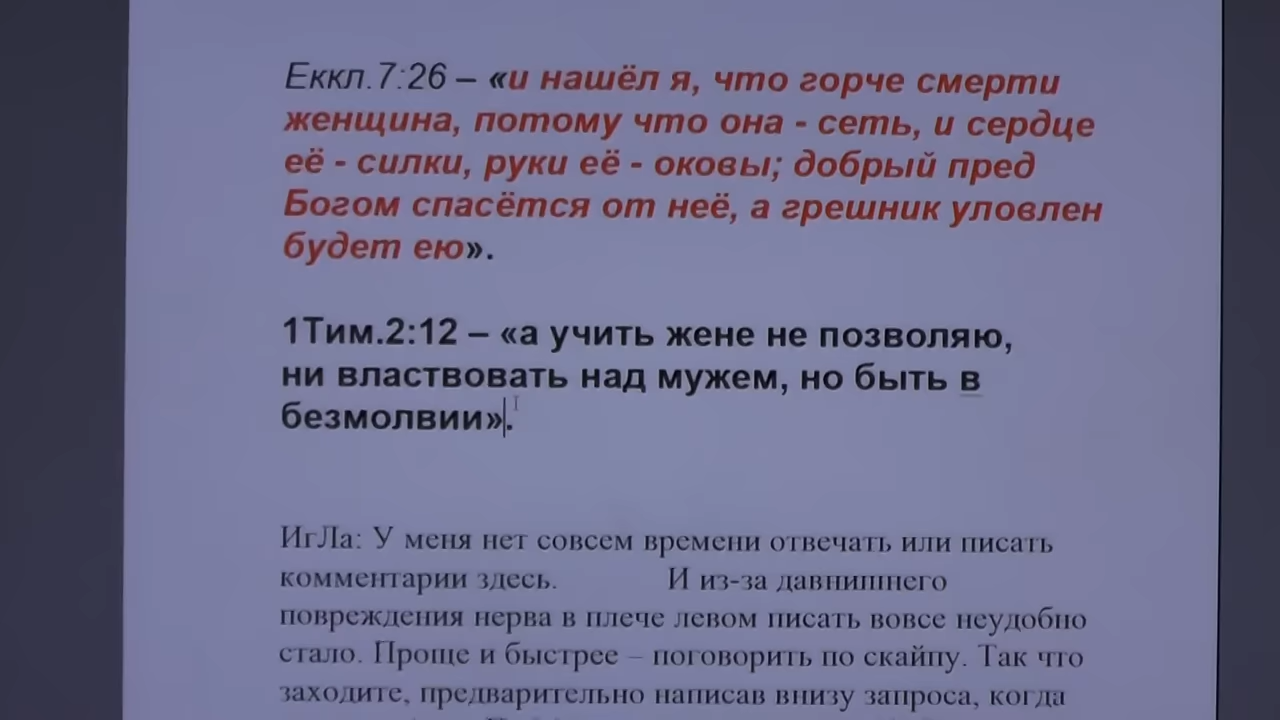 Еккл.7:26 – «и нашёл я, что горче смерти
женщина, потому что она - сеть, и сердце
её - силки, руки её - оковы; добрый пред
Богом спасётся от неё, а грешник уловлен
будет ею».
1Тим.2:12 – «а учить жене не позволяю,
ни властвовать над мужем, но быть в
безмолвии».
ИгЛа: У меня нет совсем времени отвечать или писать
комментарии здесь. И из-за давнишнего
повреждения нерва в плече левом писать вовсе неудобно
стало. Проще и быстрее – поговорить по скайпу. Так что
заходите, предварительно написав внизу запроса, когда